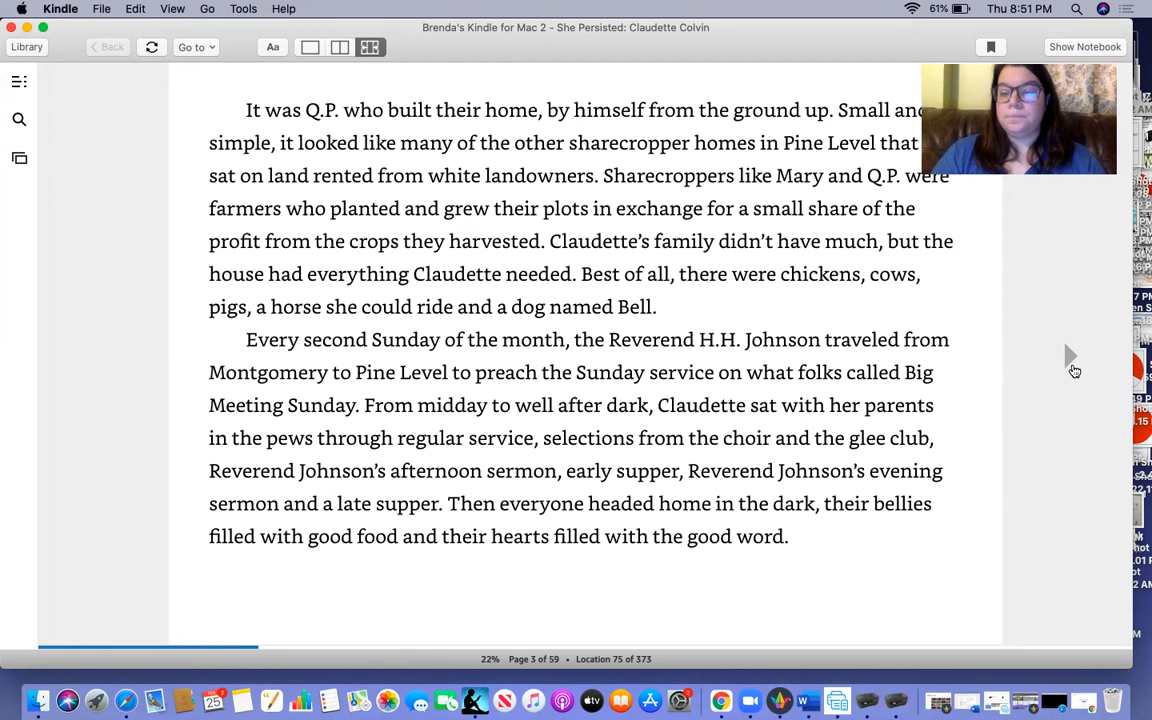 Kindle File Edit View Go Tools Help 61% Thu 8:51 PM
Brenda's Kindle for Mac 2 - She Persisted: Claudette Colvin
Library Back Go to Aa Show Notebook
It was Q.P. who built their home, by himself from the ground up. Small and
simple, it looked like many of the other sharecropper homes in Pine Level that
sat on land rented from white landowners. Sharecroppers like Mary and Q.P. were
farmers who planted and grew their plots in exchange for a small share of the
profit from the crops they harvested. Claudette's family didn't have much, but the
house had everything Claudette needed. Best of all, there were chickens, cows,
pigs, a horse she could ride and a dog named Bell.
Every second Sunday of the month, the Reverend H.H. Johnson traveled from
Montgomery to Pine Level to preach the Sunday service on what folks called Big
Meeting Sunday. From midday to well after dark, Claudette sat with her parents
in the pews through regular service, selections from the choir and the glee club,
Reverend Johnson's afternoon sermon, early supper, Reverend Johnson's evening
sermon and a late supper. Then everyone headed home in the dark, their bellies
filled with good food and their hearts filled with the good word.
22% Page 3 of 59 • Location 75 of 373